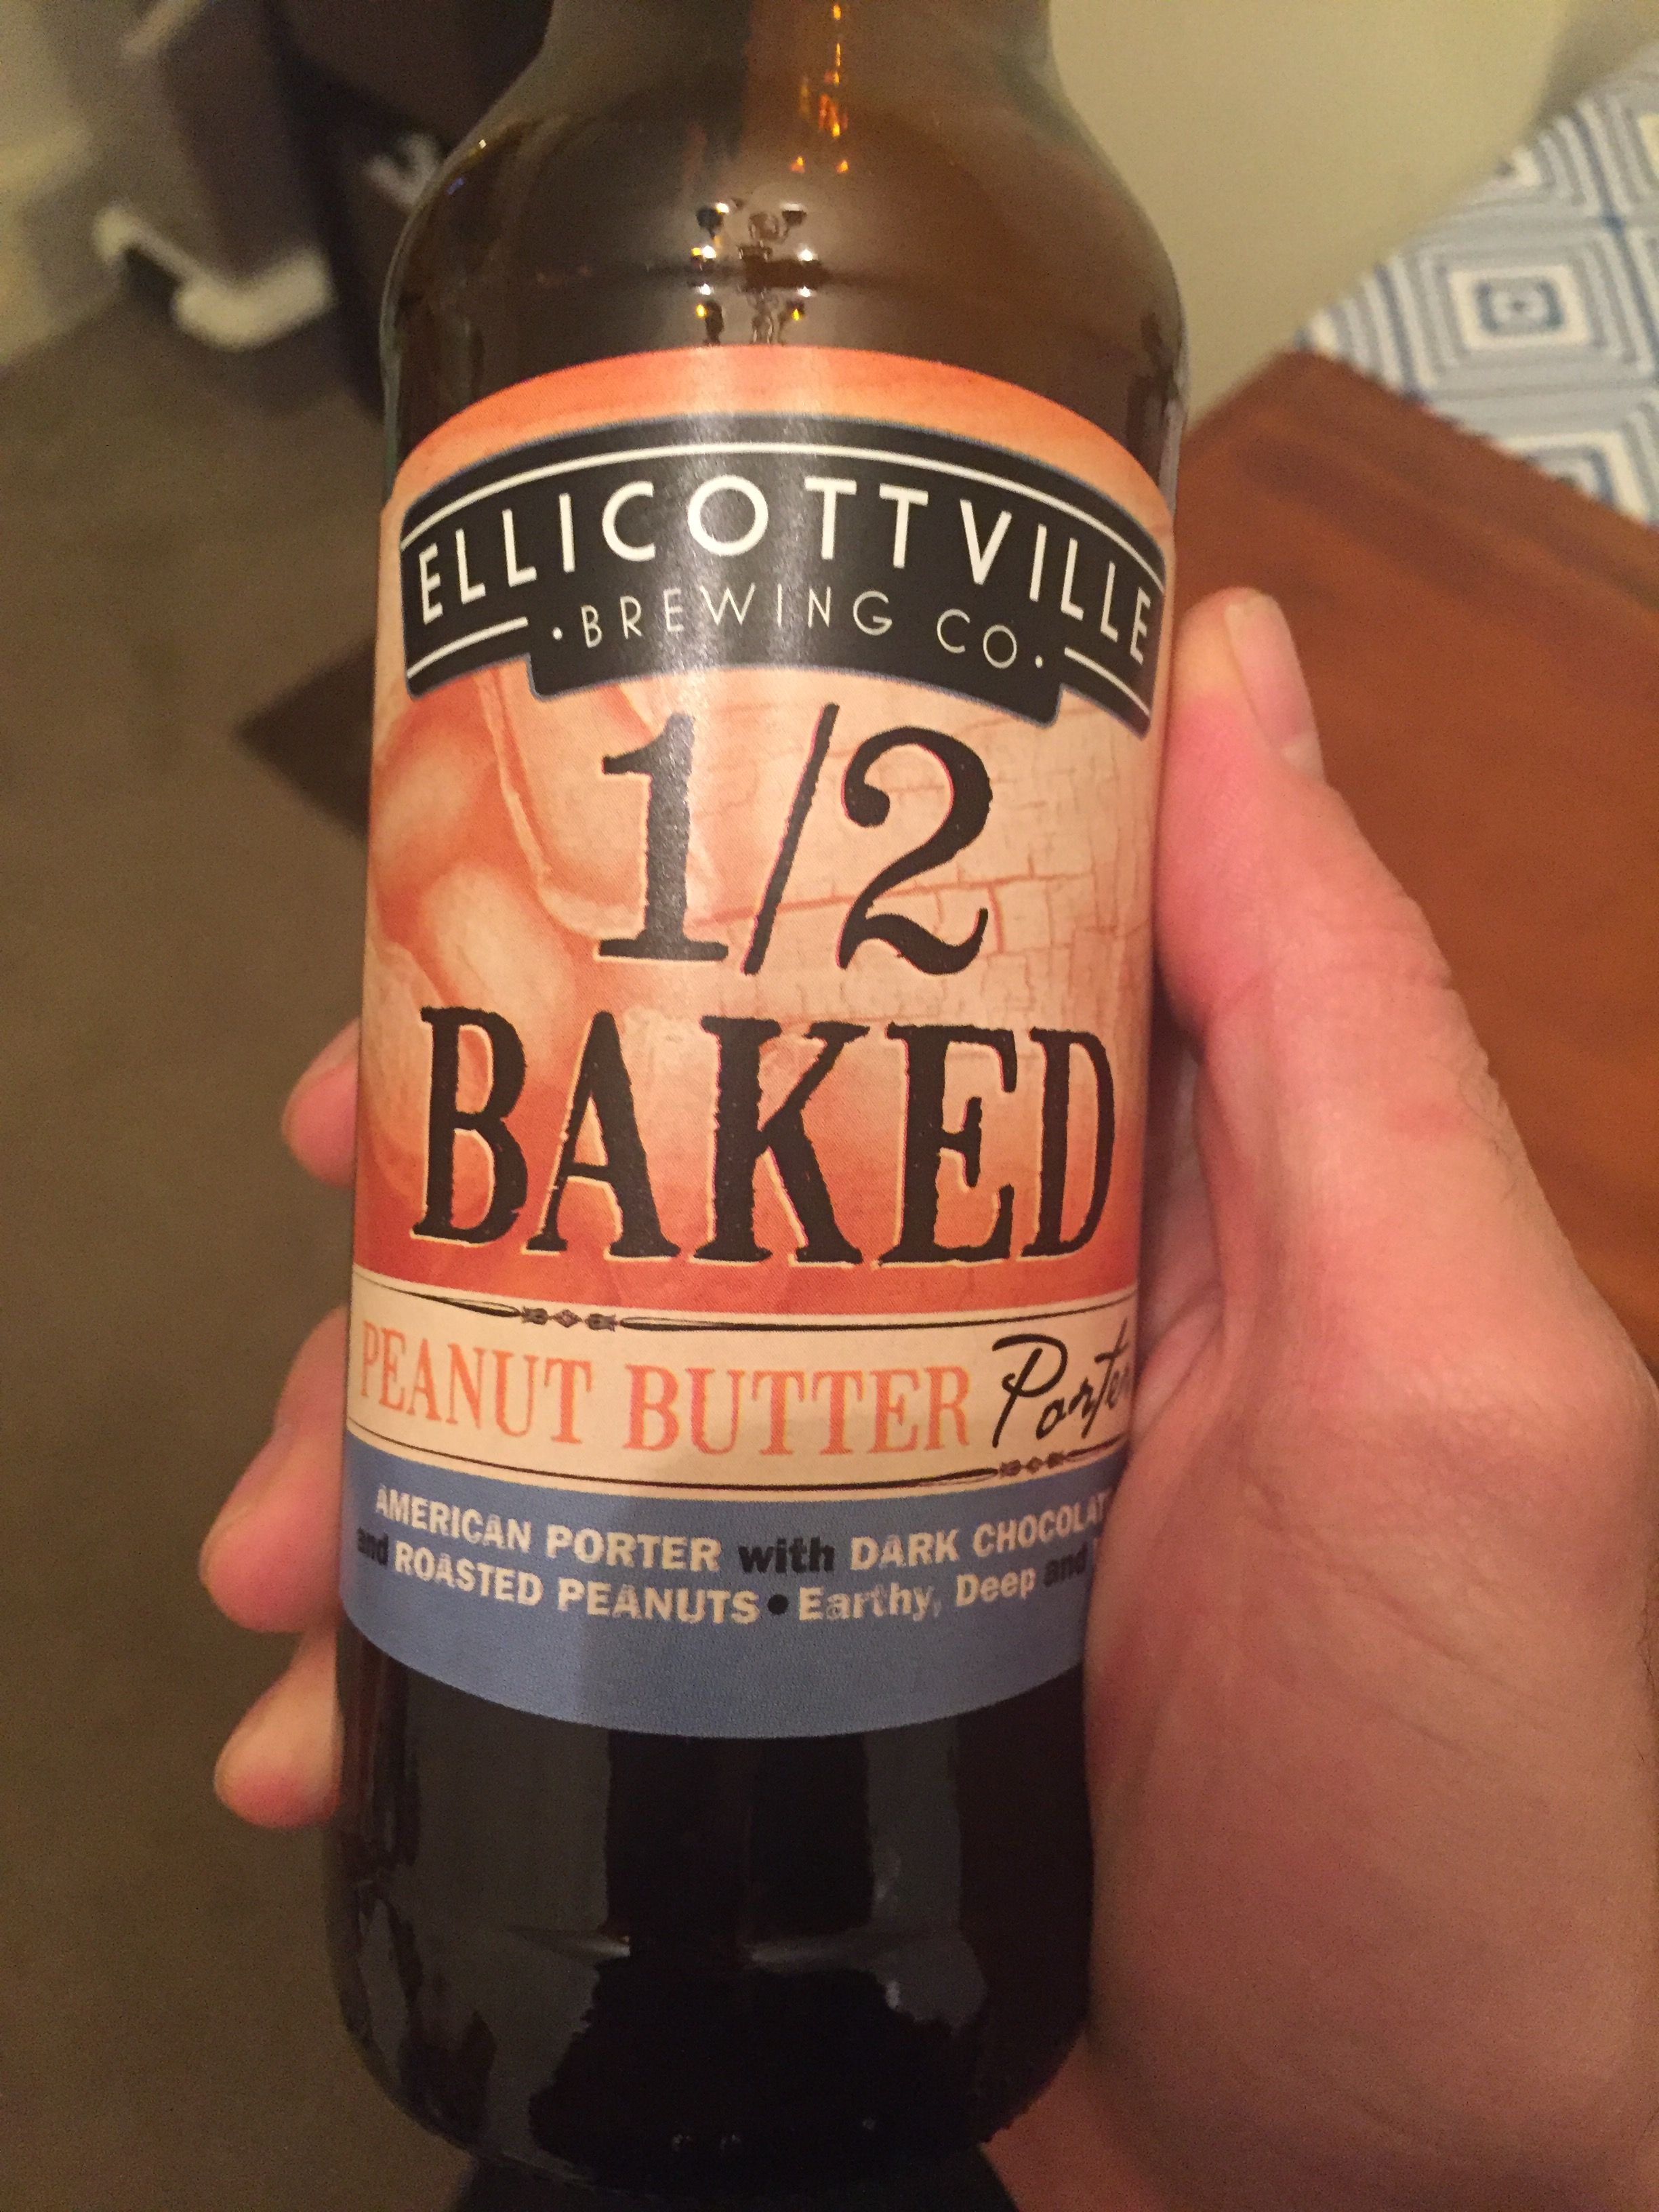 ELLICOTTVILLE
• BREWING CO •
1/2
BAKED
PEANUT BUTTER Porter
AMERICAN PORTER with DARK CHOCOLAT
and ROASTED PEANUTS • Earthy, Deep and